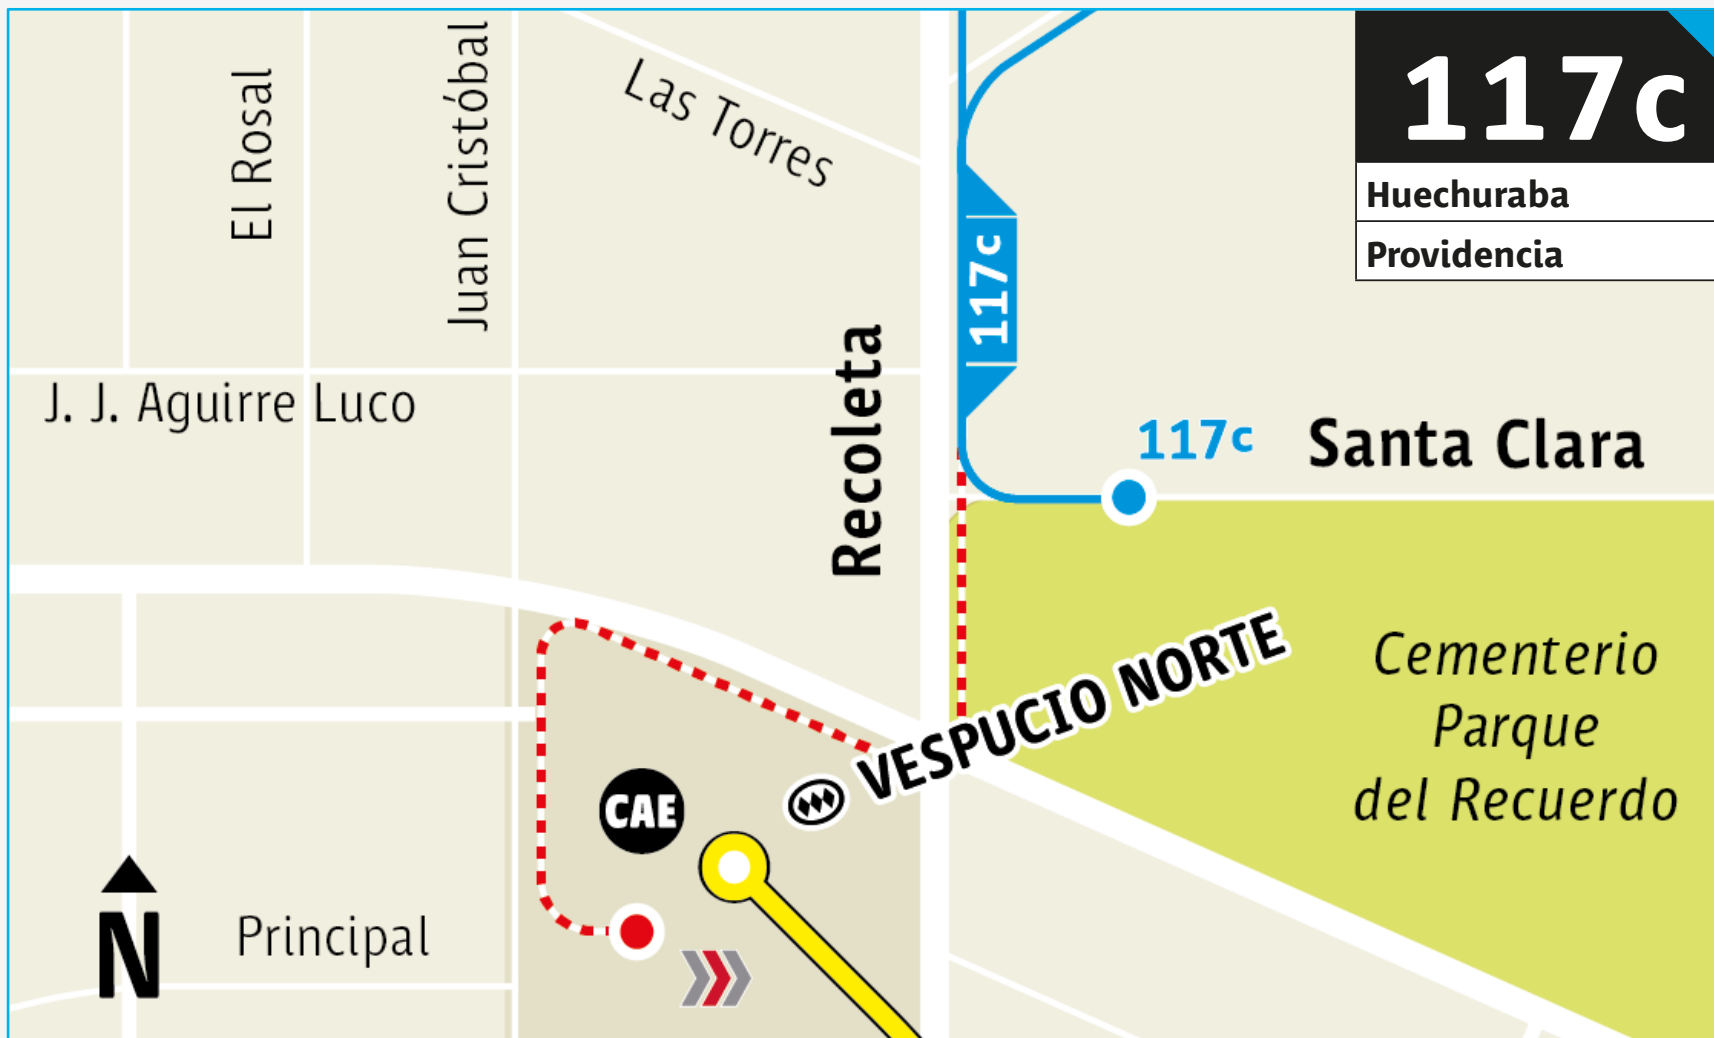 117c
Huechuraba
Providencia
El Rosal
Juan Cristóbal
Las Torres
117c
Recoleta
J. J. Aguirre Luco
117c
Santa Clara
VESPUCIO NORTE
Cementerio
Parque
del Recuerdo
CAE
N
Principal